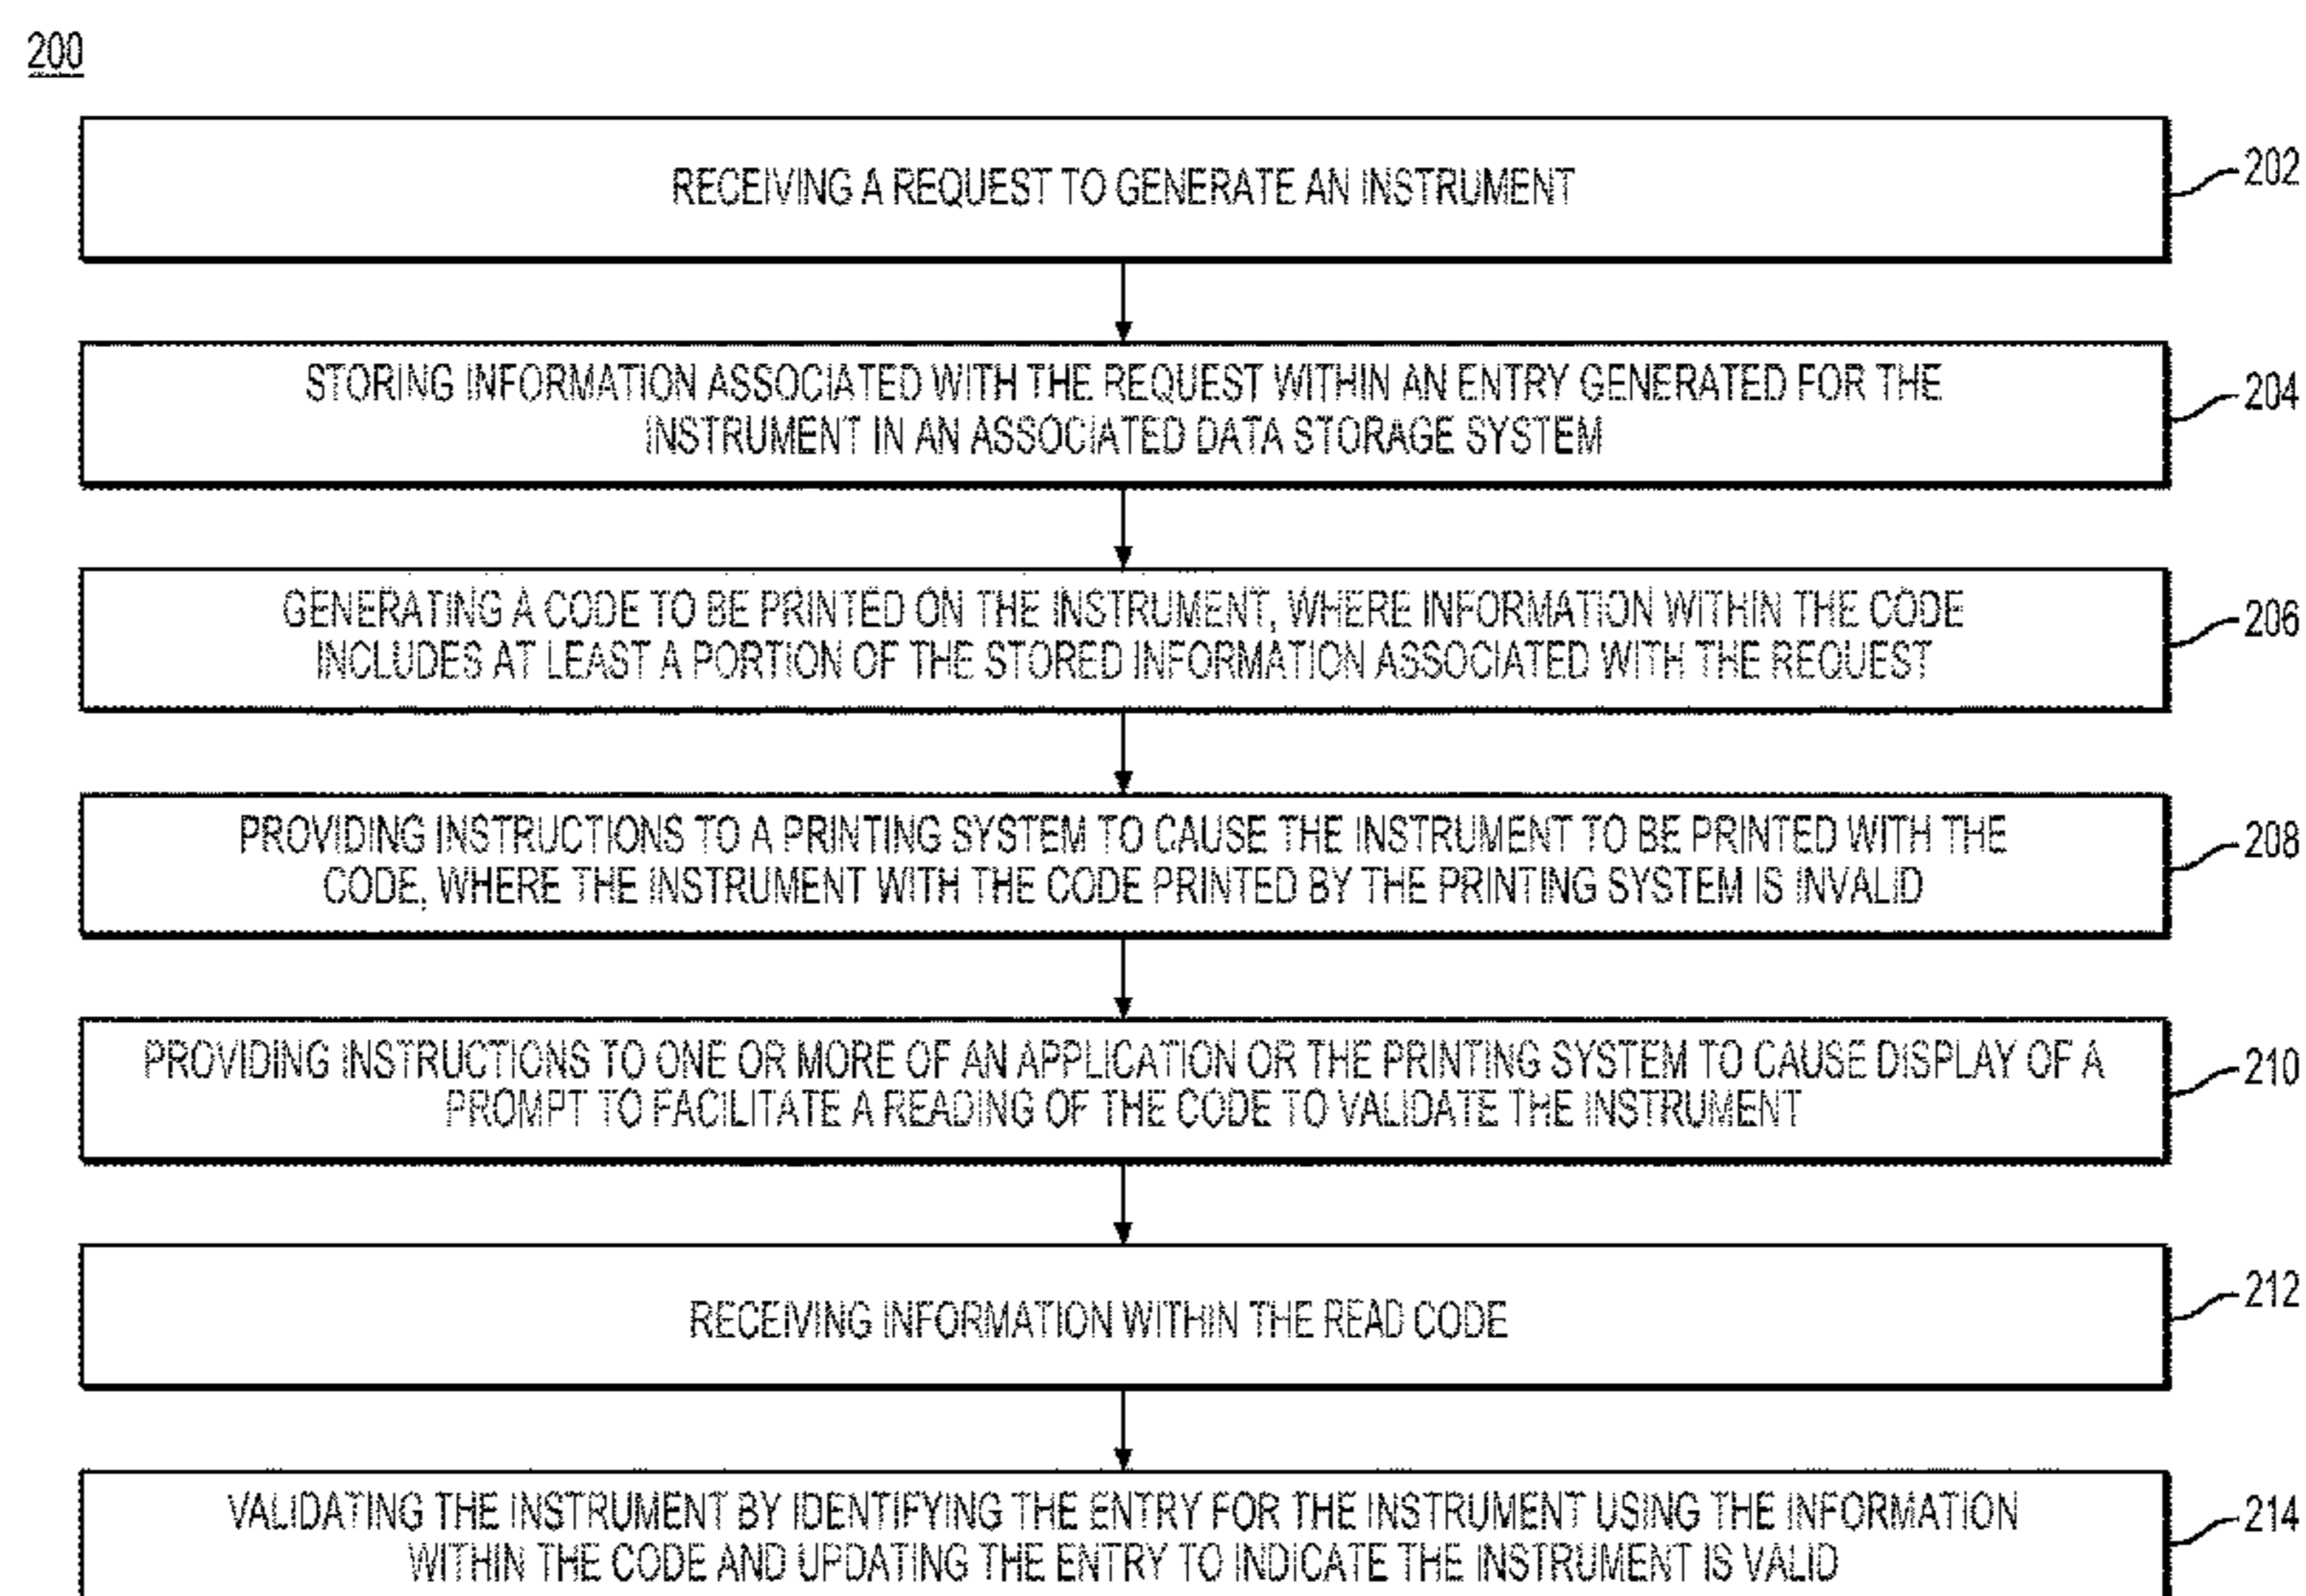 200
RECEIVING A REQUEST TO GENERATE AN INSTRUMENT
202
STORING INFORMATION ASSOCIATED WITH THE REQUEST WITHIN AN ENTRY GENERATED FOR THE
INSTRUMENT IN AN ASSOCIATED DATA STORAGE SYSTEM
204
GENERATING A CODE TO BE PRINTED ON THE INSTRUMENT, WHERE INFORMATION WITHIN THE CODE
INCLUDES AT LEAST A PORTION OF THE STORED INFORMATION ASSOCIATED WITH THE REQUEST
206
PROVIDING INSTRUCTIONS TO A PRINTING SYSTEM TO CAUSE THE INSTRUMENT TO BE PRINTED WITH THE
CODE, WHERE THE INSTRUMENT WITH THE CODE PRINTED BY THE PRINTING SYSTEM IS INVALID
208
PROVIDING INSTRUCTIONS TO ONE OR MORE OF AN APPLICATION OR THE PRINTING SYSTEM TO CAUSE DISPLAY OF A
PROMPT TO FACILITATE A READING OF THE CODE TO VALIDATE THE INSTRUMENT
210
RECEIVING INFORMATION WITHIN THE READ CODE
212
VALIDATING THE INSTRUMENT BY IDENTIFYING THE ENTRY FOR THE INSTRUMENT USING THE INFORMATION
WITHIN THE CODE AND UPDATING THE ENTRY TO INDICATE THE INSTRUMENT IS VALID
214